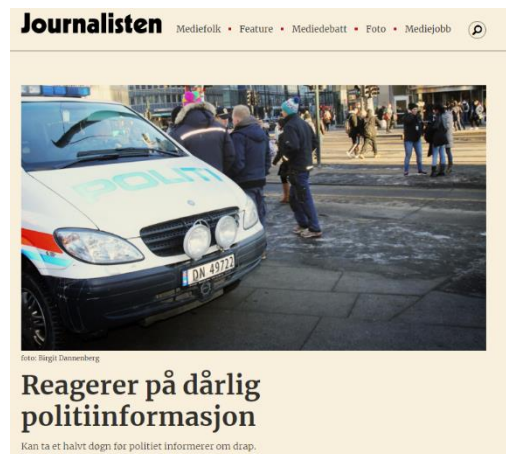 Journalisten
Mediefolk • Feature • Mediedebatt • Foto • Mediejobb
POLITI
DN 49722
foto: Birgit Dannenberg
Reagerer på dårlig
politiinformasjon
Kan ta et halvt døgn før politiet informerer om drap.